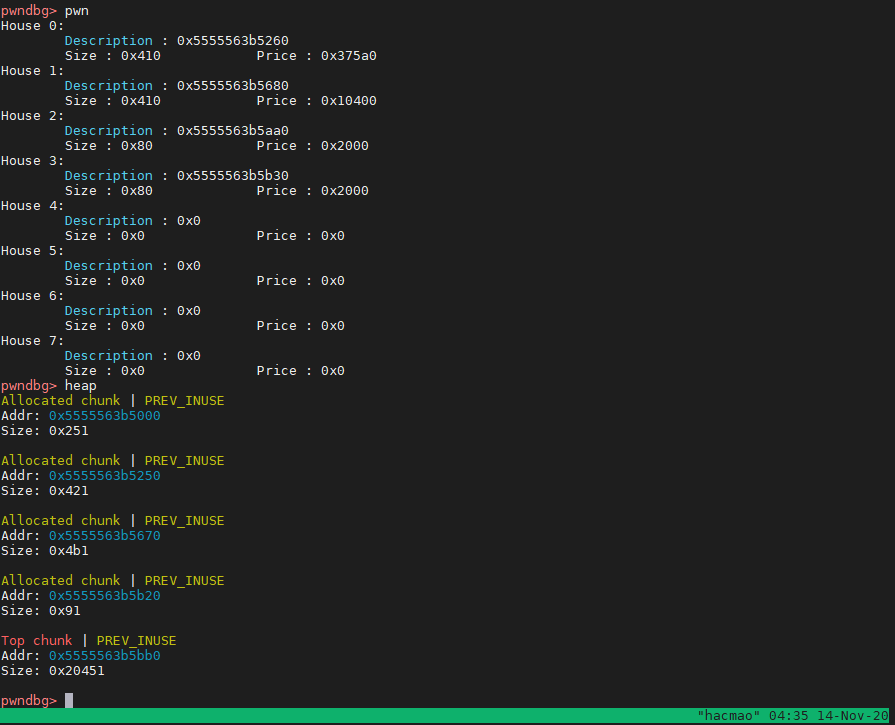 pwndbg> pwn
House 0:
Description : 0x5555563b5260
Size : 0x410 Price : 0x375a0
House 1:
Description : 0x5555563b5680
Size : 0x410 Price : 0x10400
House 2:
Description : 0x5555563b5aa0
Size : 0x80 Price : 0x2000
House 3:
Description : 0x5555563b5b30
Size : 0x80 Price : 0x2000
House 4:
Description : 0x0
Size : 0x0 Price : 0x0
House 5:
Description : 0x0
Size : 0x0 Price : 0x0
House 6:
Description : 0x0
Size : 0x0 Price : 0x0
House 7:
Description : 0x0
Size : 0x0 Price : 0x0
pwndbg> heap
Allocated chunk | PREV_INUSE
Addr: 0x5555563b5000
Size: 0x251
Allocated chunk | PREV_INUSE
Addr: 0x5555563b5250
Size: 0x421
Allocated chunk | PREV_INUSE
Addr: 0x5555563b5670
Size: 0x4b1
Allocated chunk | PREV_INUSE
Addr: 0x5555563b5b20
Size: 0x91
Top chunk | PREV_INUSE
Addr: 0x5555563b5bb0
Size: 0x20451
pwndbg>
"hacmao" 04:35 14-Nov-20